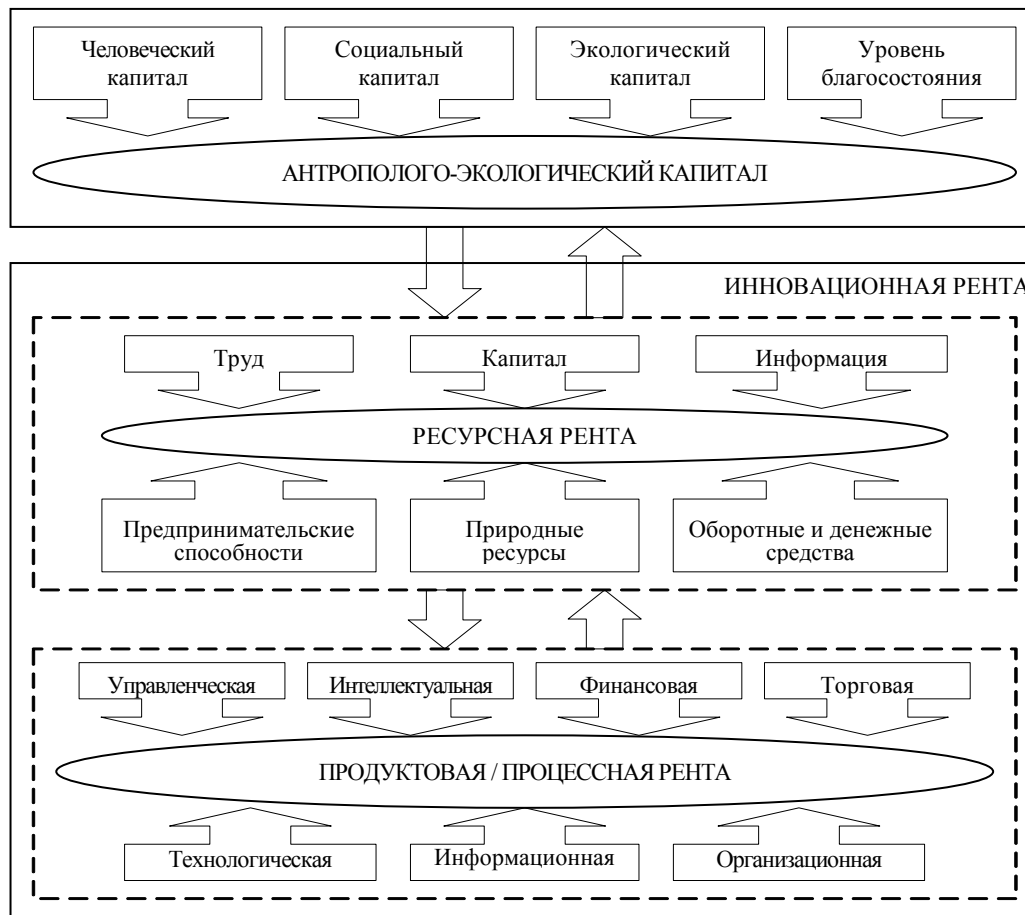 Человеческий
капитал
Социальный
капитал
Экологический
капитал
Уровень
благосостояния
АНТРОПОЛОГО-ЭКОЛОГИЧЕСКИЙ КАПИТАЛ
ИННОВАЦИОННАЯ РЕНТА
Труд
Капитал
Информация
РЕСУРСНАЯ РЕНТА
Предпринимательские
способности
Природные
ресурсы
Оборотные и денежные
средства
Управленческая
Интеллектуальная
Финансовая
Торговая
ПРОДУКТОВАЯ / ПРОЦЕССНАЯ РЕНТА
Технологическая
Информационная
Организационная